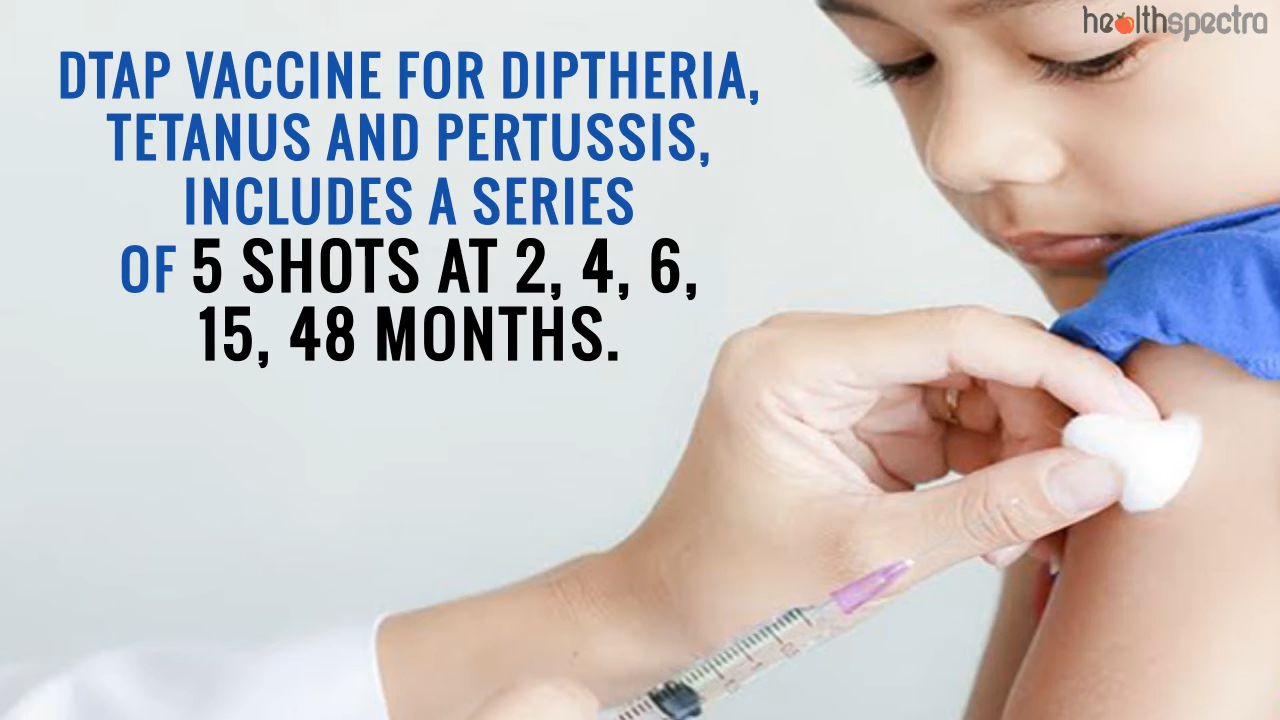 healthspectra
DTAP VACCINE FOR DIPTHERIA,
TETANUS AND PERTUSSIS,
INCLUDES A SERIES
OF 5 SHOTS AT 2, 4, 6,
15, 48 MONTHS.